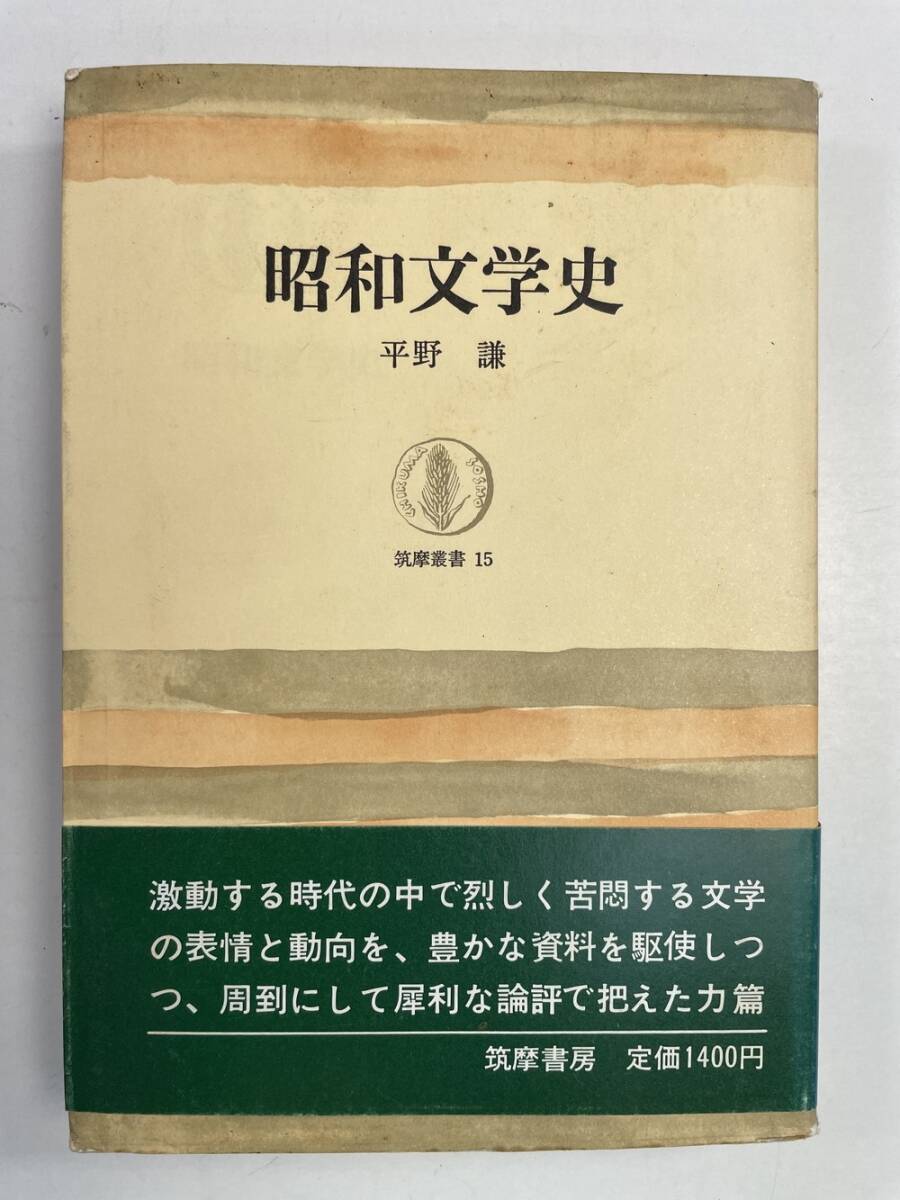 昭和文学史
平野 謙
CHIKUMA SOSHO
筑摩叢書 15
激動する時代の中で烈しく苦悶する文学
の表情と動向を、豊かな資料を駆使しつ
つ、周到にして犀利な論評で把えた力篇
筑摩書房 定価1400円